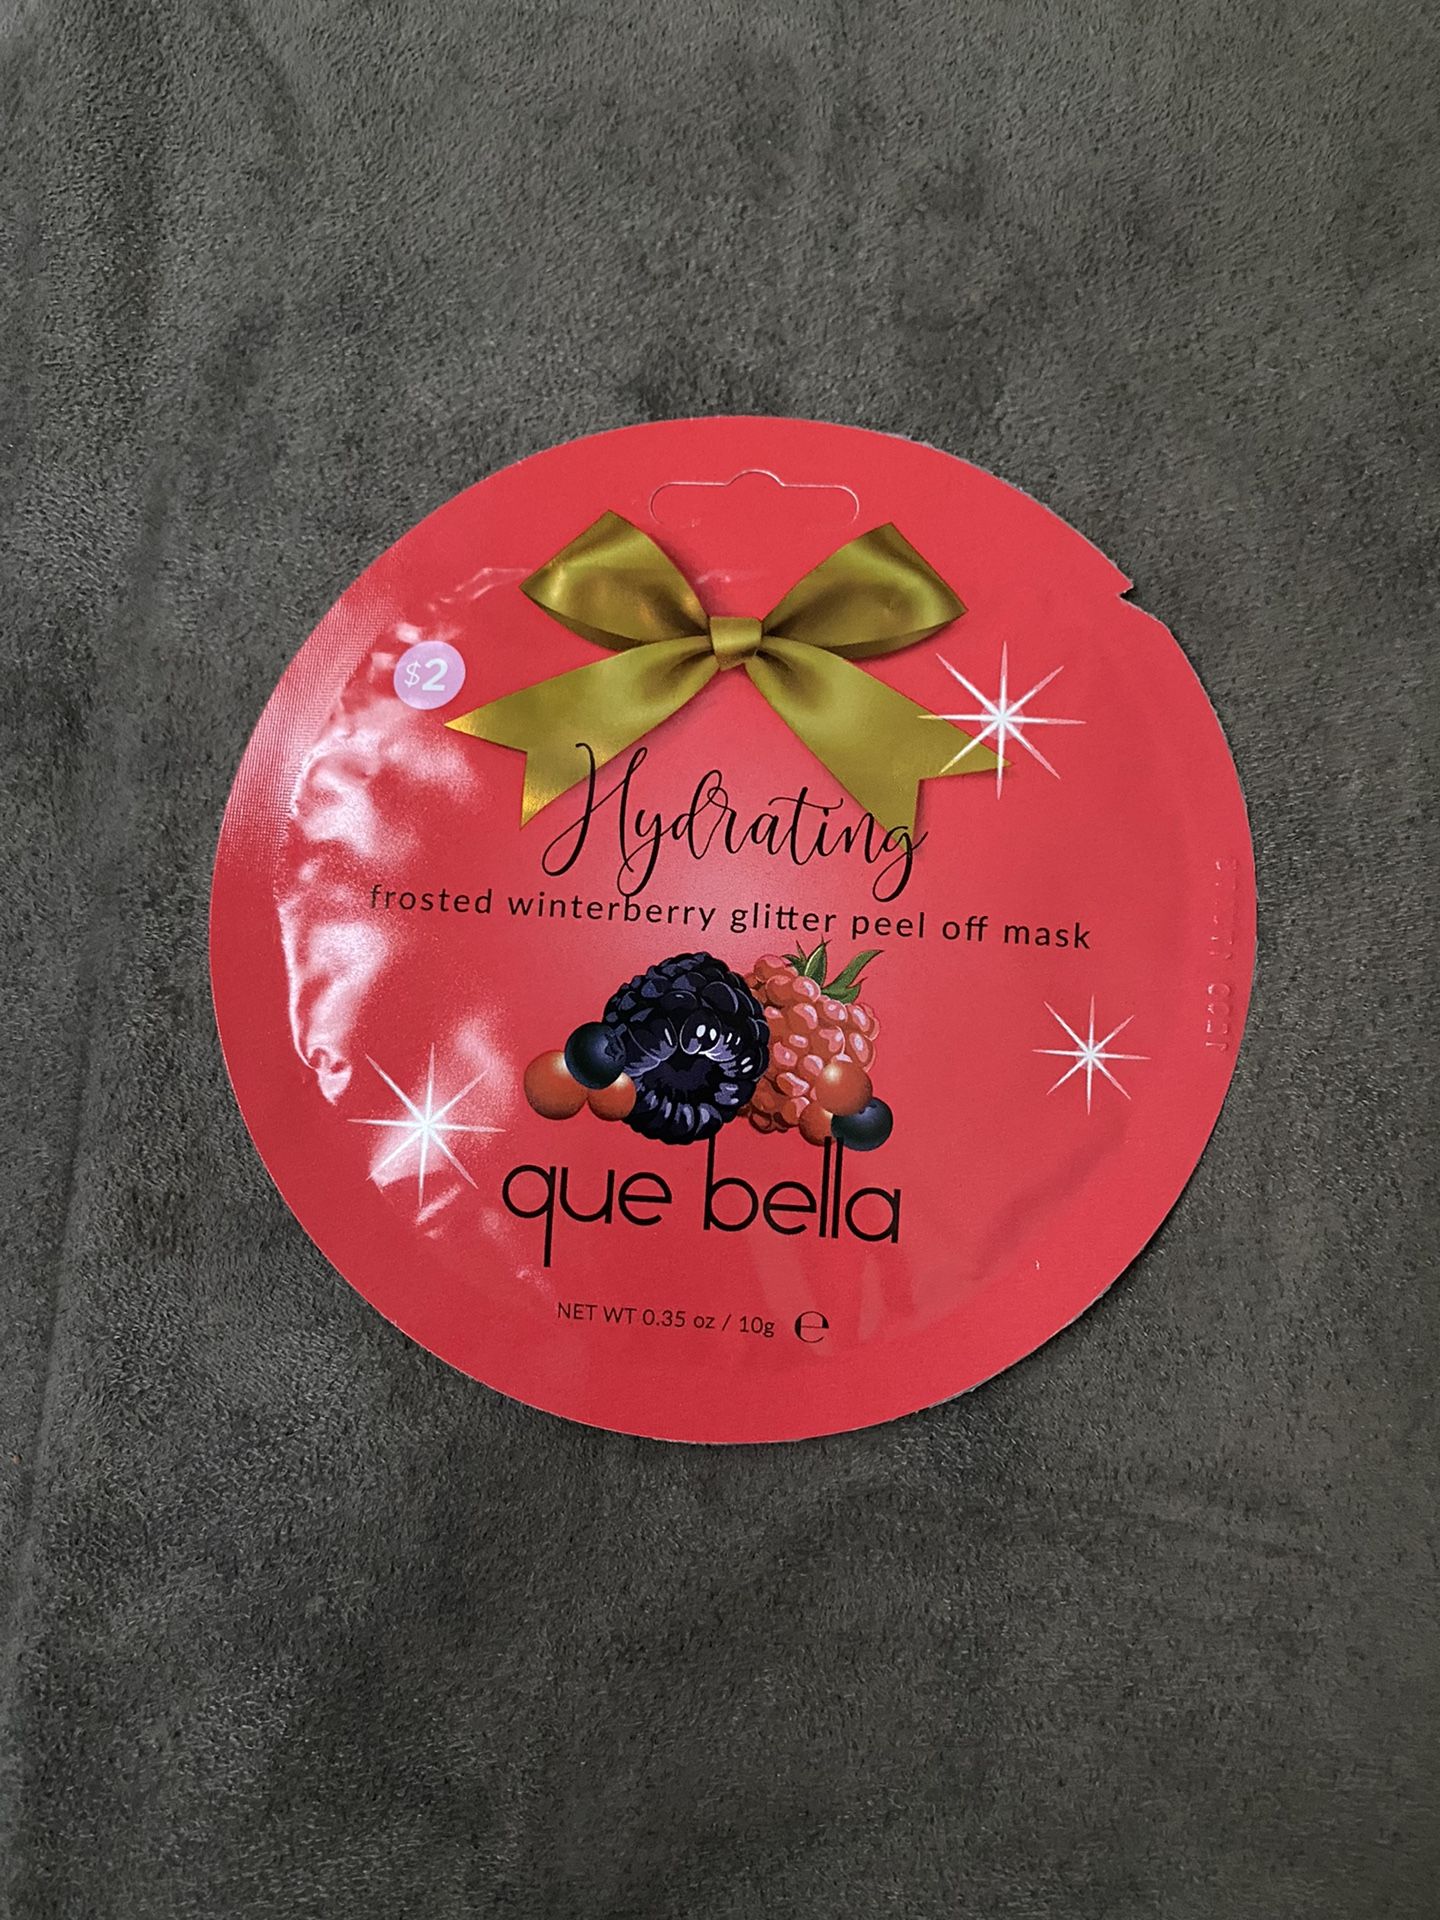 $2
Hydrating
frosted winterberry glitter peel off mask
que bella
NET WT 0.35 oz / 10g ℮